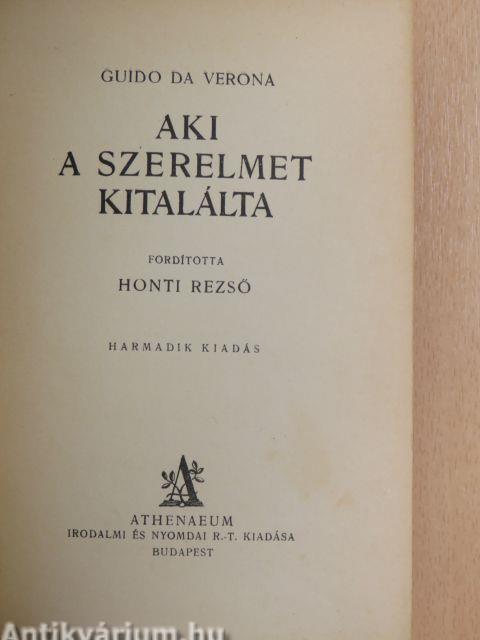 GUIDO DA VERONA
AKI
A SZERELMET
KITALÁLTA
FORDÍTOTTA
HONTI REZSŐ
HARMADIK KIADÁS
A
ATHENAEUM
IRODALMI ÉS NYOMDAI R.-T. KIADÁSA
BUDAPEST
Antikvárium.hu